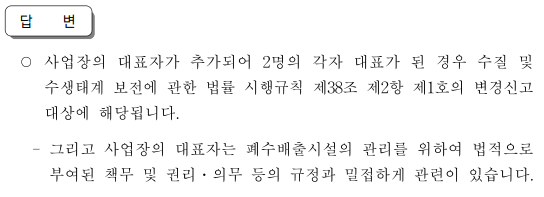 답 변
○ 사업장의 대표자가 추가되어 2명의 각자 대표가 된 경우 수질 및
수생태계 보전에 관한 법률 시행규칙 제38조 제2항 제1호의 변경신고
대상에 해당됩니다.
- 그리고 사업장의 대표자는 폐수배출시설의 관리를 위하여 법적으로
부여된 책무 및 권리·의무 등의 규정과 밀접하게 관련이 있습니다.